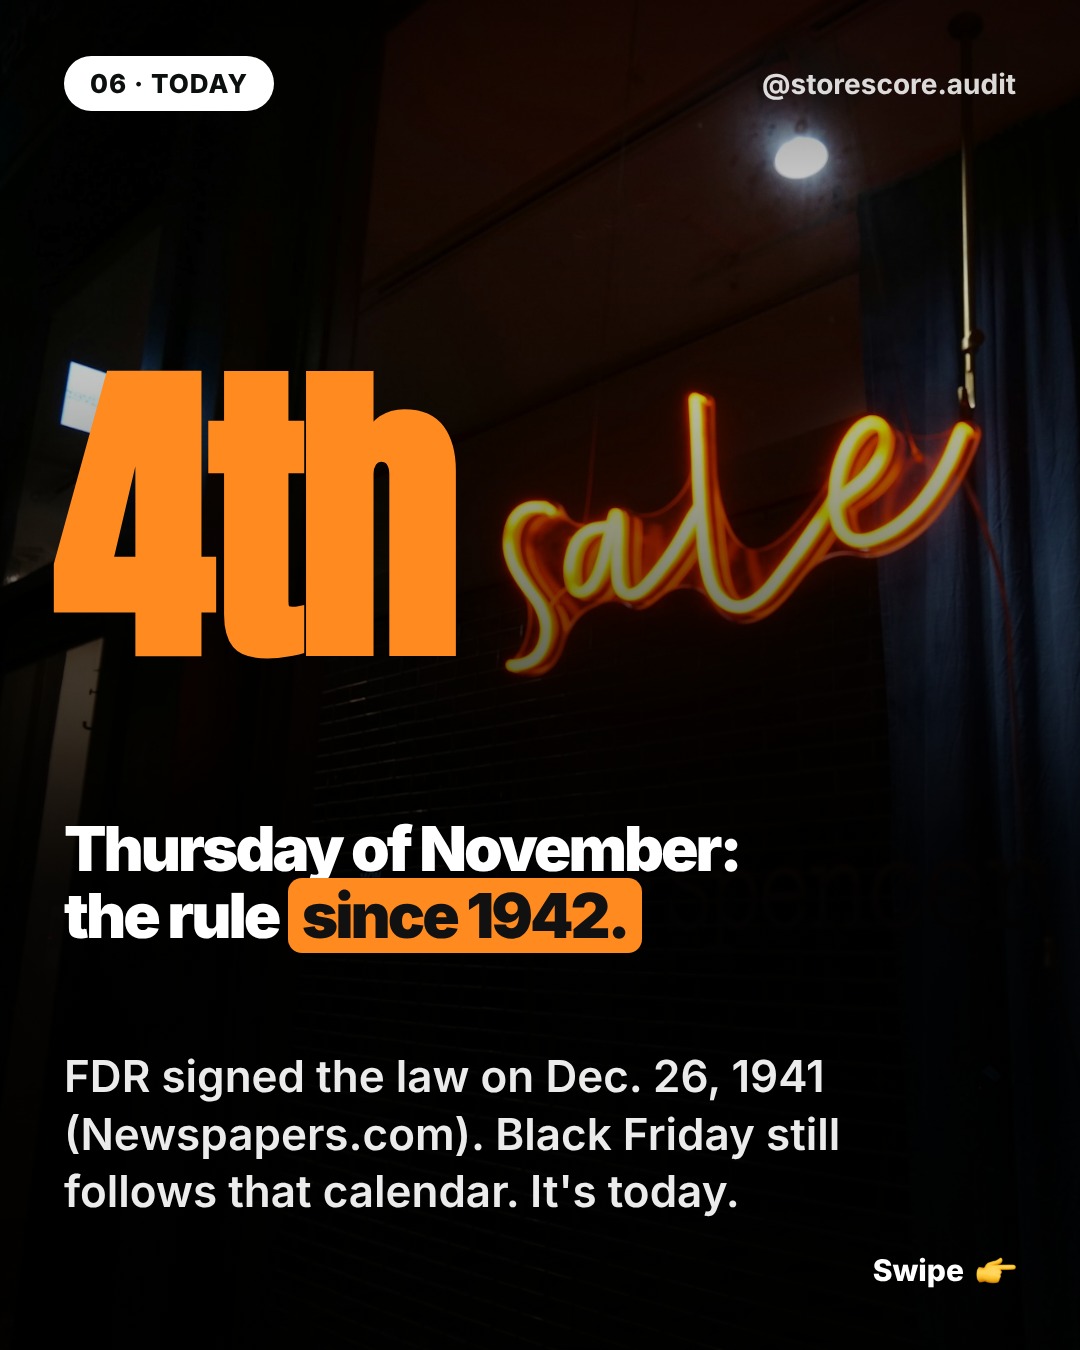 06 · TODAY
@storescore.audit
4th
sale
Thursday of November:
the rule since 1942.
FDR signed the law on Dec. 26, 1941
(Newspapers.com). Black Friday still
follows that calendar. It's today.
Swipe 👉